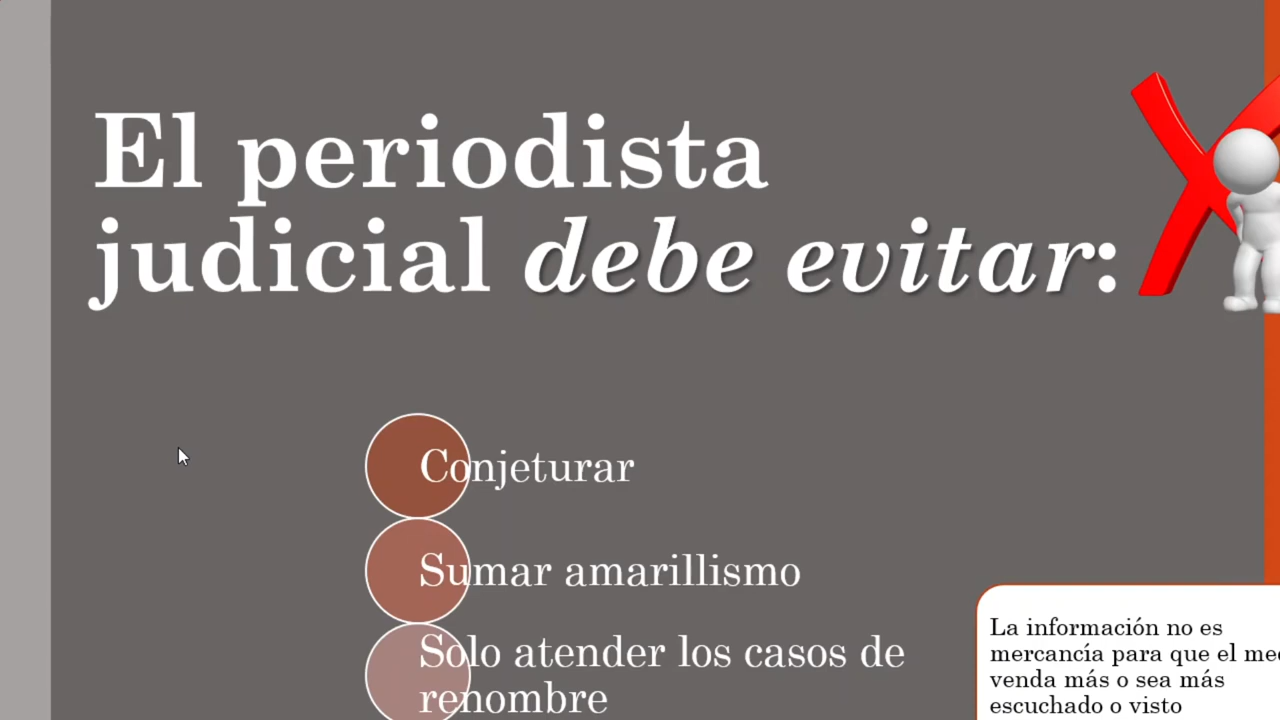 El periodista
judicial debe evitar:
Conjeturar
Sumar amarillismo
Solo atender los casos de
renombre
La información no es
mercancía para que el
venda más o sea más
escuchado o visto